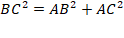 BC² = AB² + AC²